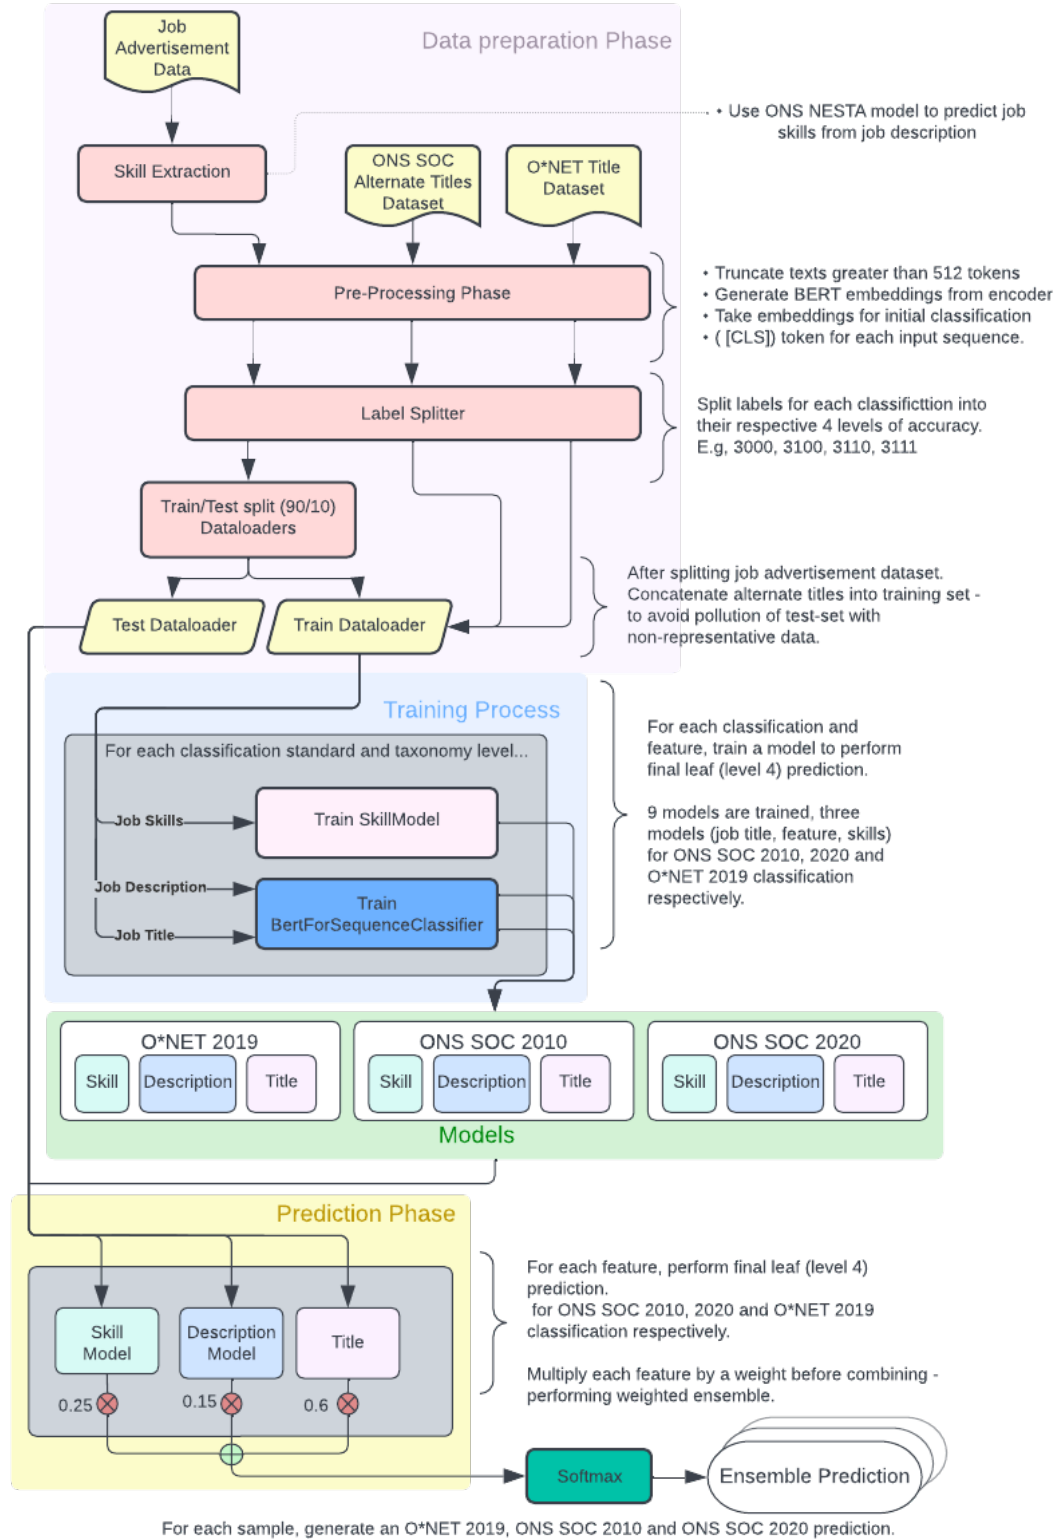 Data preparation Phase
Job
Advertisement
Data
• Use ONS NESTA model to predict job
skills from job description
Skill Extraction
ONS SOC
Alternate Titles
Dataset
O*NET Title
Dataset
Pre-Processing Phase
• Truncate texts greater than 512 tokens
• Generate BERT embeddings from encoder
• Take embeddings for initial classification
• ( [CLS]) token for each input sequence.
Label Splitter
Split labels for each classificttion into
their respective 4 levels of accuracy.
E.g, 3000, 3100, 3110, 3111
Train/Test split (90/10)
Dataloaders
Test Dataloader
Train Dataloader
After splitting job advertisement dataset.
Concatenate alternate titles into training set -
to avoid pollution of test-set with
non-representative data.
Training Process
For each classification standard and taxonomy level...
Job Skills
Train SkillModel
Job Description
Job Title
Train
BertForSequenceClassifier
For each classification and
feature, train a model to perform
final leaf (level 4) prediction.
9 models are trained, three
models (job title, feature, skills)
for ONS SOC 2010, 2020 and
O*NET 2019 classification
respectively.
O*NET 2019
Skill
Description
Title
ONS SOC 2010
Skill
Description
Title
ONS SOC 2020
Skill
Description
Title
Models
Prediction Phase
Skill
Model
Description
Model
Title
0.25
0.15
0.6
For each feature, perform final leaf (level 4)
prediction.
for ONS SOC 2010, 2020 and O*NET 2019
classification respectively.
Multiply each feature by a weight before combining -
performing weighted ensemble.
Softmax
Ensemble Prediction
For each sample, generate an O*NET 2019, ONS SOC 2010 and ONS SOC 2020 prediction.